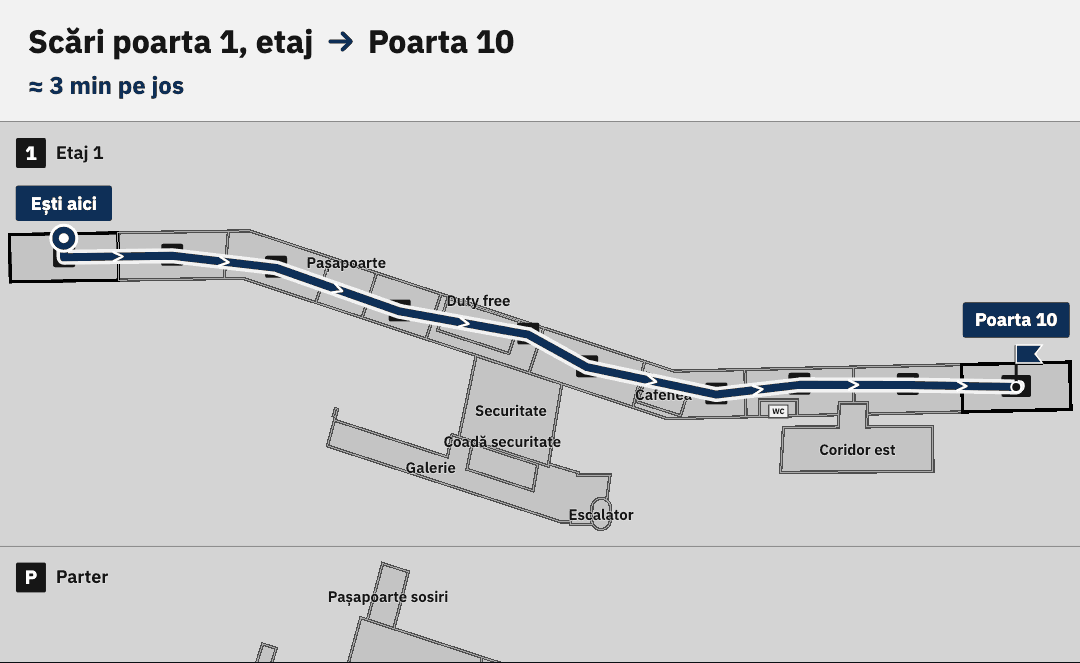 Scări poarta 1, etaj → Poarta 10
≈ 3 min pe jos
1 Etaj 1
Ești aici
Pașapoarte
Duty free
Poarta 10
Cafenea
WC
Securitate
Coadă securitate
Galerie
Coridor est
Escalator
P Parter
Pașapoarte sosiri